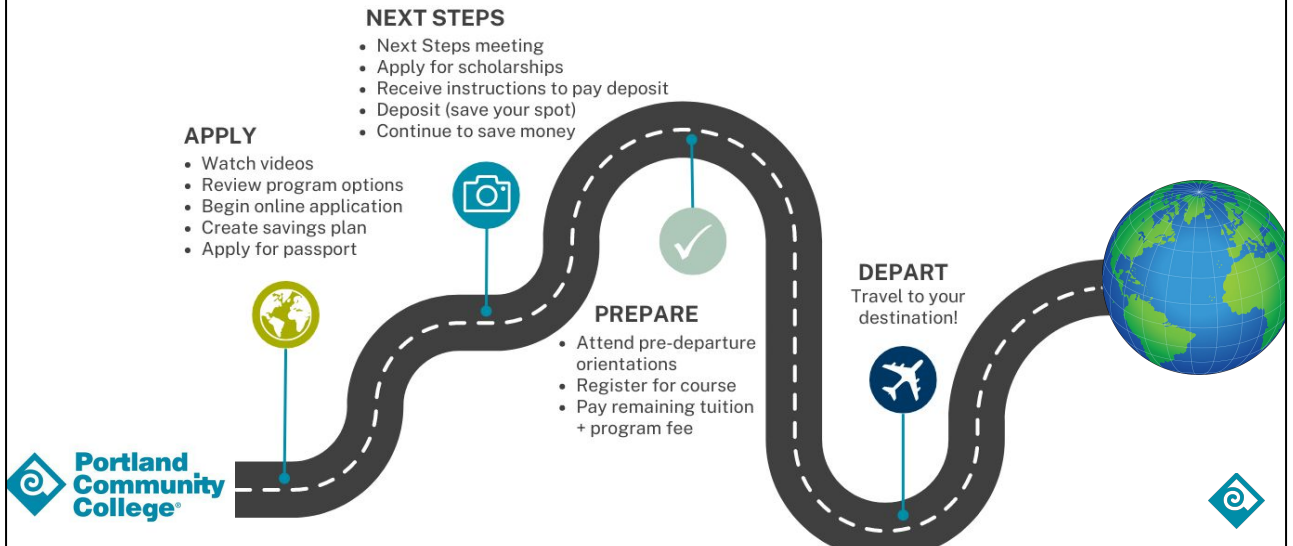 NEXT STEPS
• Next Steps meeting
• Apply for scholarships
• Receive instructions to pay deposit
• Deposit (save your spot)
• Continue to save money
APPLY
• Watch videos
• Review program options
• Begin online application
• Create savings plan
• Apply for passport
PREPARE
• Attend pre-departure
orientations
• Register for course
• Pay remaining tuition
+ program fee
DEPART
Travel to your
destination!
Portland
Community
College®